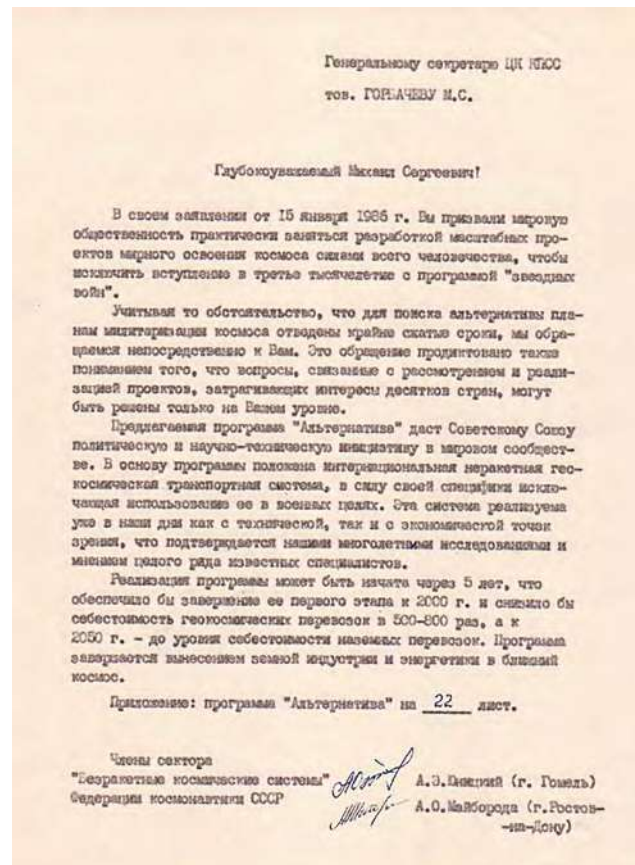 Генеральному секретарю ЦК КПСС
тов. ГОРБАЧЕВУ М.С.
Глубокоуважаемый Михаил Сергеевич!
В своем заявлении от 15 января 1986 г. Вы призвали мировую
общественность практически заняться разработкой масштабных про-
ектов мирного освоения космоса силами всего человечества, чтобы
исключить вступление в третье тысячелетие с программой "звездных
войн".
Учитывая то обстоятельство, что для поиска альтернативы пла-
нам милитаризации космоса отведены крайне сжатые сроки, мы обра-
щаемся непосредственно к Вам. Это обращение продиктовано также
пониманием того, что вопросы, связанные с рассмотрением и реали-
зацией проектов, затрагивающих интересы десятков стран, могут
быть решены только на Вашем уровне.
Предлагаемая программа "Альтернатива" даст Советскому Союзу
политическую и научно-техническую инициативу в мировом сообщест-
ве. В основу программы положена интернациональная неракетная гео-
космическая транспортная система, в силу своей специфики исклю-
чающая использование ее в военных целях. Эта система реализуема
уже в наши дни как с технической, так и с экономической точек
зрения, что подтверждается нашими многолетними исследованиями и
мнением целого ряда известных специалистов.
Реализация программы может быть начата через 5 лет, что
обеспечило бы завершение ее первого этапа к 2000 г. и снизило бы
себестоимость геокосмических перевозок в 500-800 раз, а к
2050 г. - до уровня себестоимости наземных перевозок. Программа
завершается вынесением земной индустрии и энергетики в ближний
космос.
Приложение: программа "Альтернатива" на 22 лист.
Члены сектора
"Безракетные космические системы" А.Э.Юницкий (г. Гомель)
Федерации космонавтики СССР А.О.Майборода (г.Ростов-
-на-Дону)